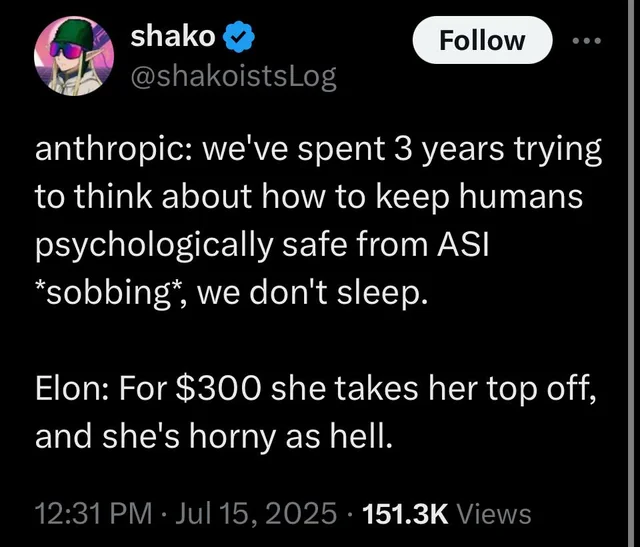 shako
Follow
@shakoistsLog
anthropic: we've spent 3 years trying
to think about how to keep humans
psychologically safe from ASI
*sobbing*, we don't sleep.
Elon: For $300 she takes her top off,
and she's horny as hell.
12:31 PM · Jul 15, 2025 · 151.3K Views